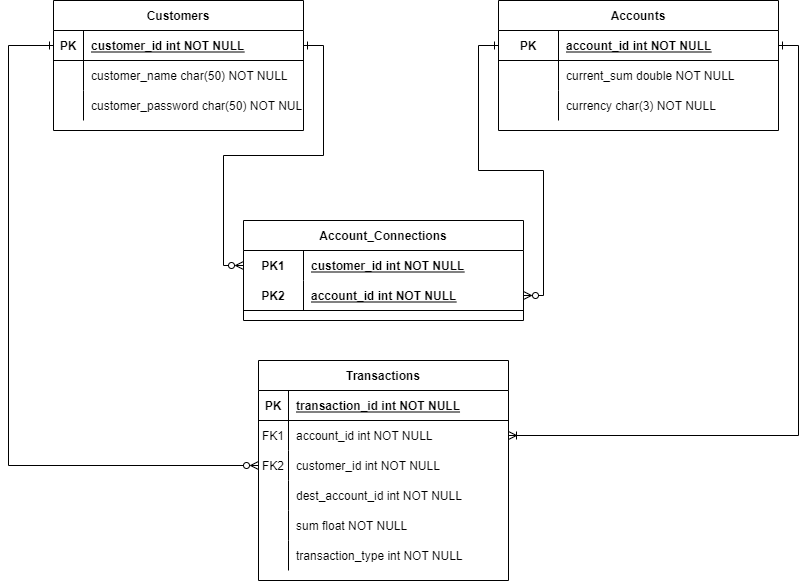 Customers
PK customer_id int NOT NULL
customer_name char(50) NOT NULL
customer_password char(50) NOT NUL
Accounts
PK account_id int NOT NULL
current_sum double NOT NULL
currency char(3) NOT NULL
Account_Connections
PK1 customer_id int NOT NULL
PK2 account_id int NOT NULL
Transactions
PK transaction_id int NOT NULL
FK1 account_id int NOT NULL
FK2 customer_id int NOT NULL
dest_account_id int NOT NULL
sum float NOT NULL
transaction_type int NOT NULL